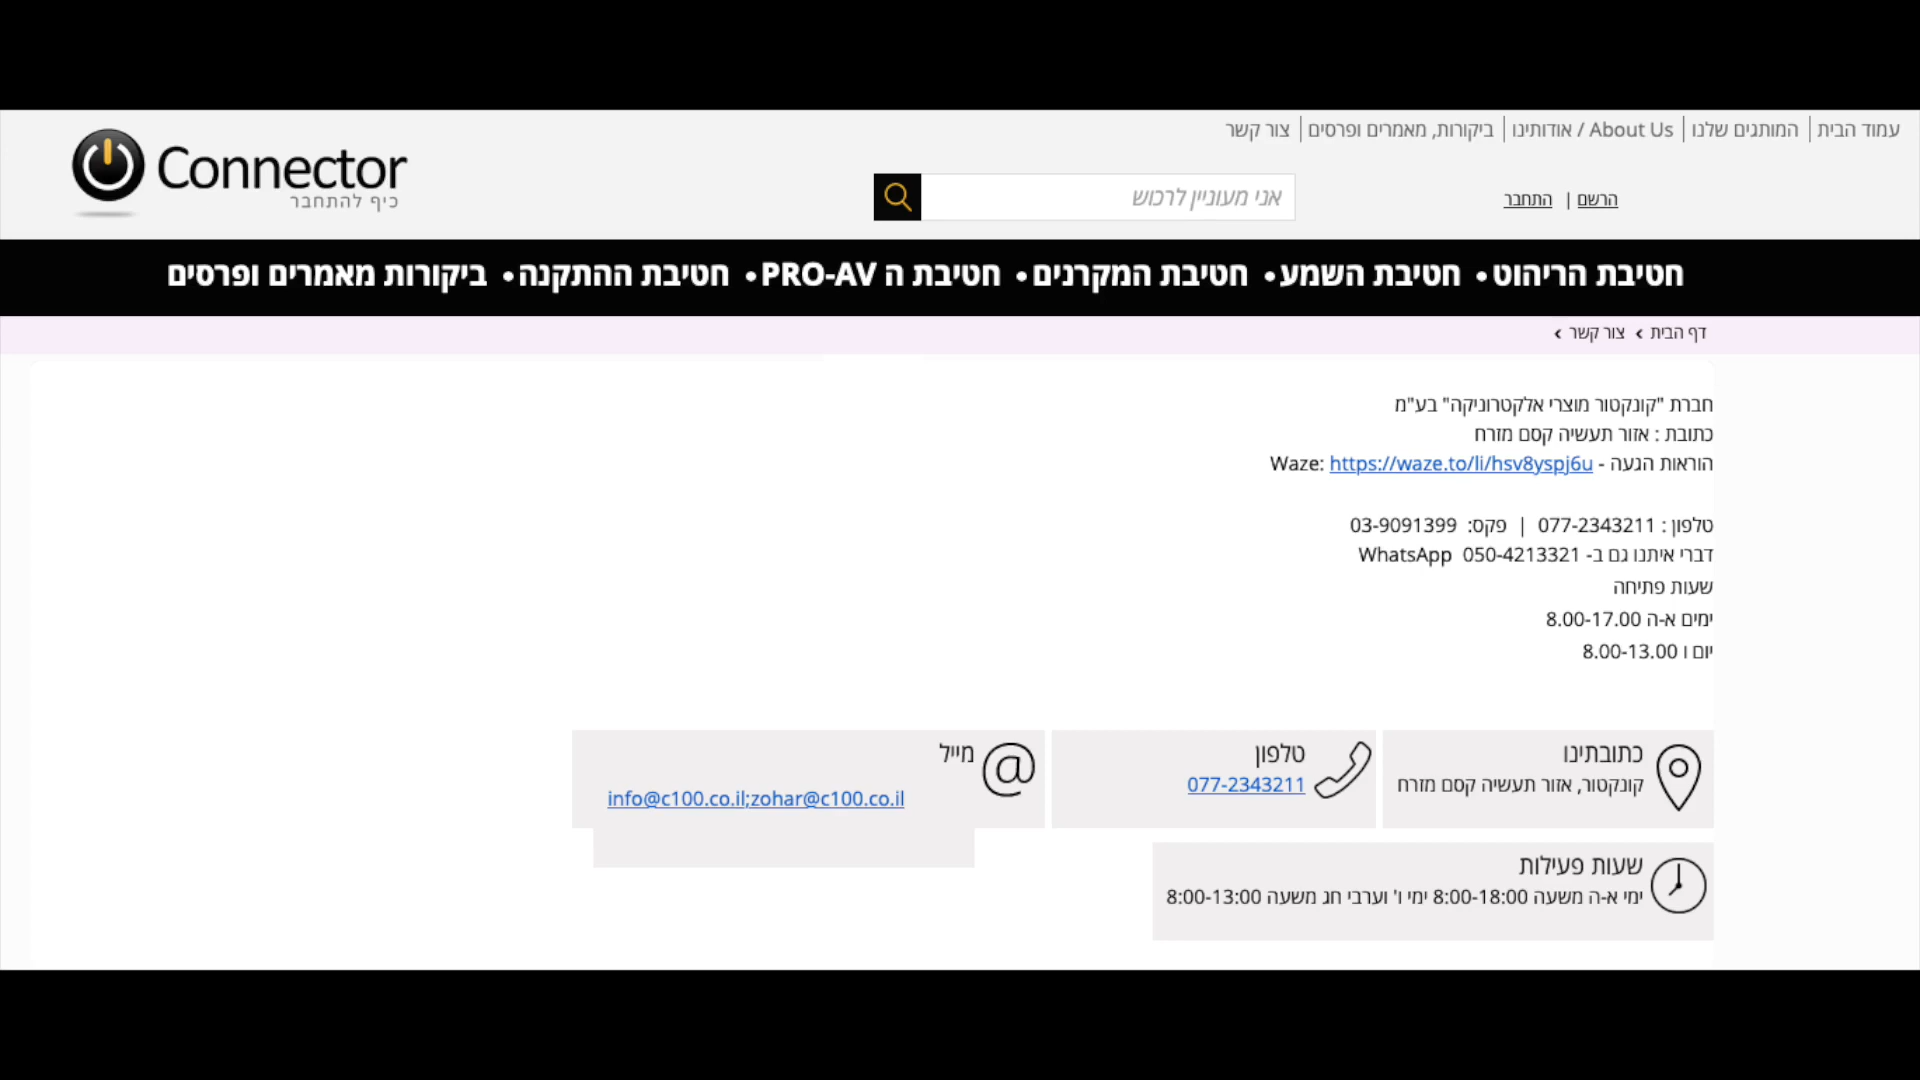 עמוד הבית | המותגים שלנו | About Us / אודותינו | ביקורות, מאמרים ופרסים | צור קשר
Connector
כיף להתחבר
אני מעוניין לרכוש
הרשם | התחבר
חטיבת הריהוט • חטיבת השמע • חטיבת המקרנים • חטיבת ה PRO-AV • חטיבת ההתקנה • ביקורות מאמרים ופרסים
דף הבית › צור קשר ›
חברת "קונקטור מוצרי אלקטרוניקה" בע"מ
כתובת : אזור תעשיה קסם מזרח
הוראות הגעה - Waze: https://waze.to/li/hsv8yspj6u
טלפון : 077-2343211 | פקס: 03-9091399
דברי איתנו גם ב- WhatsApp 050-4213321
שעות פתיחה
ימים א-ה 8.00-17.00
יום ו 8.00-13.00
כתובתינו
קונקטור, אזור תעשיה קסם מזרח
טלפון
077-2343211
מייל
info@c100.co.il;zohar@c100.co.il
שעות פעילות
ימי א-ה משעה 8:00-18:00 ימי ו' וערבי חג משעה 8:00-13:00